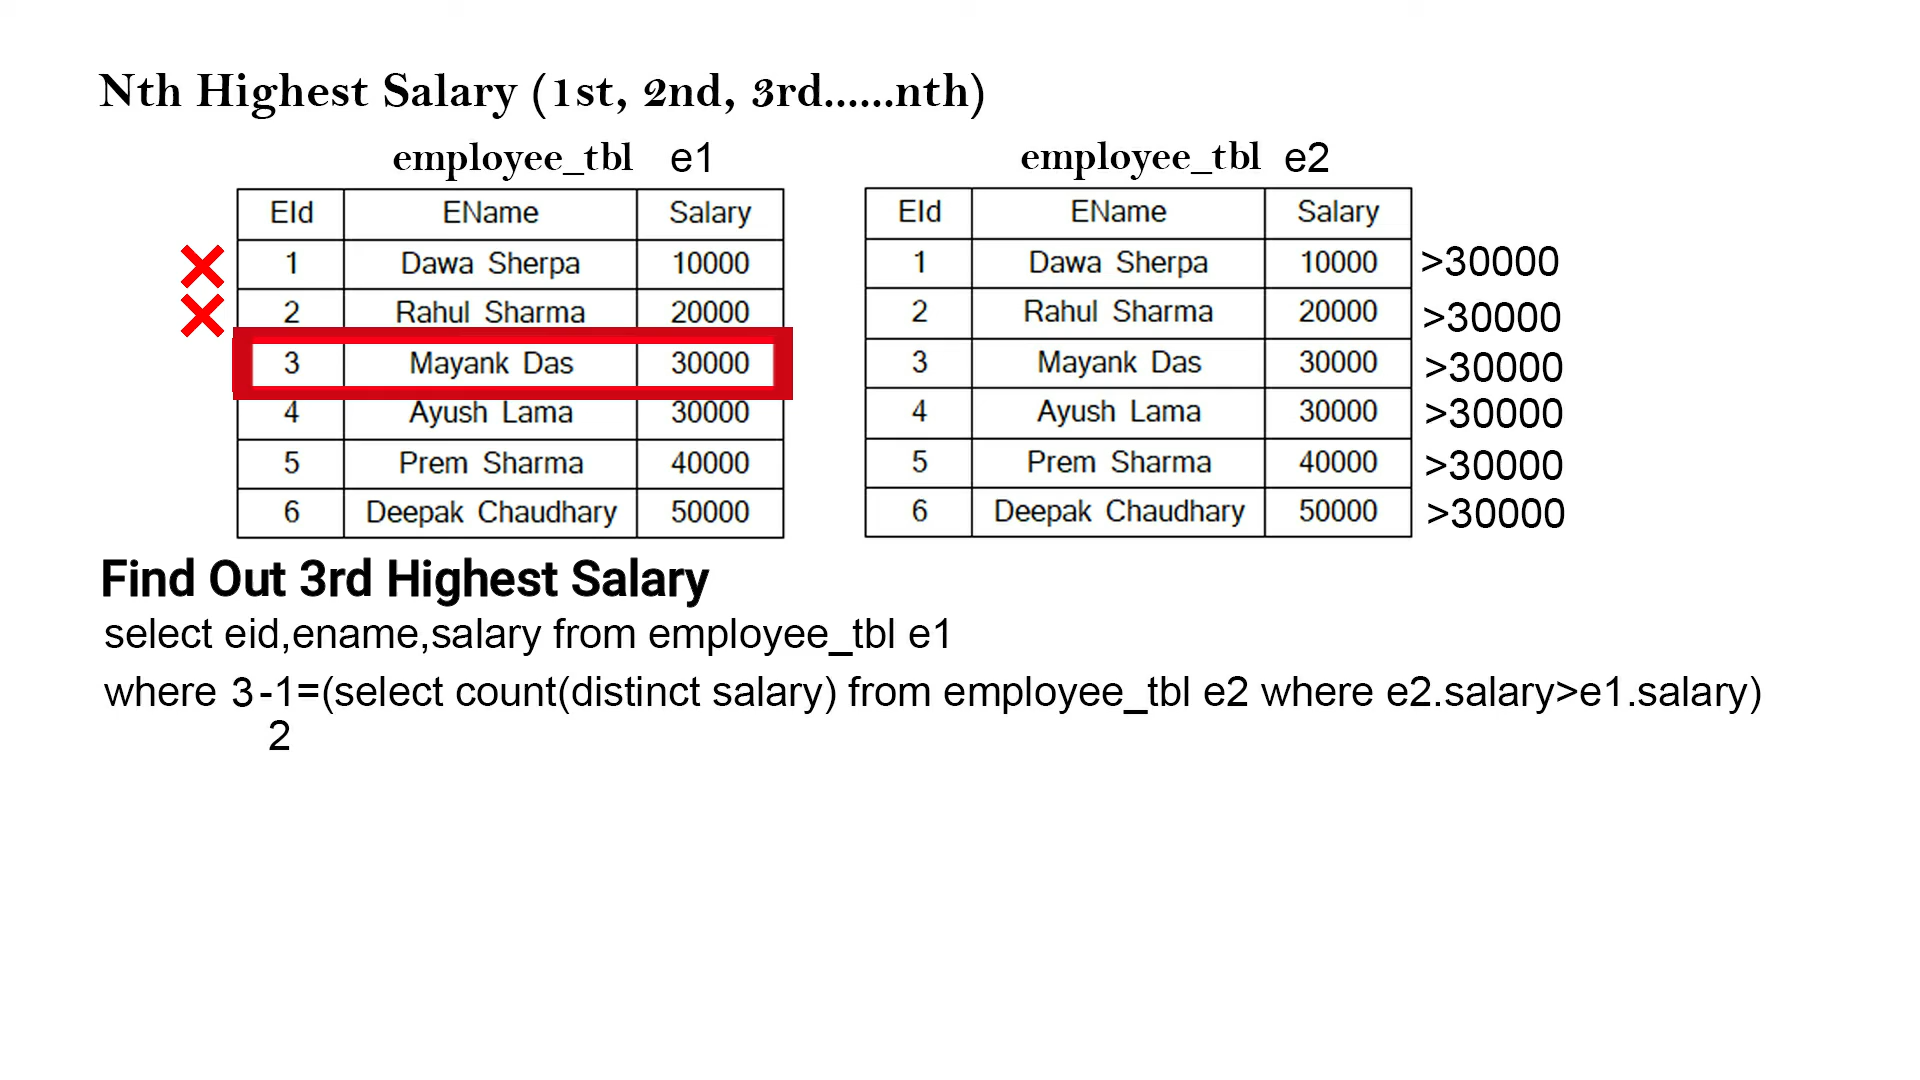 Nth Highest Salary (1st, 2nd, 3rd......nth)
employee_tbl e1
EId EName Salary
1 Dawa Sherpa 10000
2 Rahul Sharma 20000
3 Mayank Das 30000
4 Ayush Lama 30000
5 Prem Sharma 40000
6 Deepak Chaudhary 50000
employee_tbl e2
EId EName Salary
1 Dawa Sherpa 10000 >30000
2 Rahul Sharma 20000 >30000
3 Mayank Das 30000 >30000
4 Ayush Lama 30000 >30000
5 Prem Sharma 40000 >30000
6 Deepak Chaudhary 50000 >30000
Find Out 3rd Highest Salary
select eid,ename,salary from employee_tbl e1
where 3-1=(select count(distinct salary) from employee_tbl e2 where e2.salary>e1.salary)
2